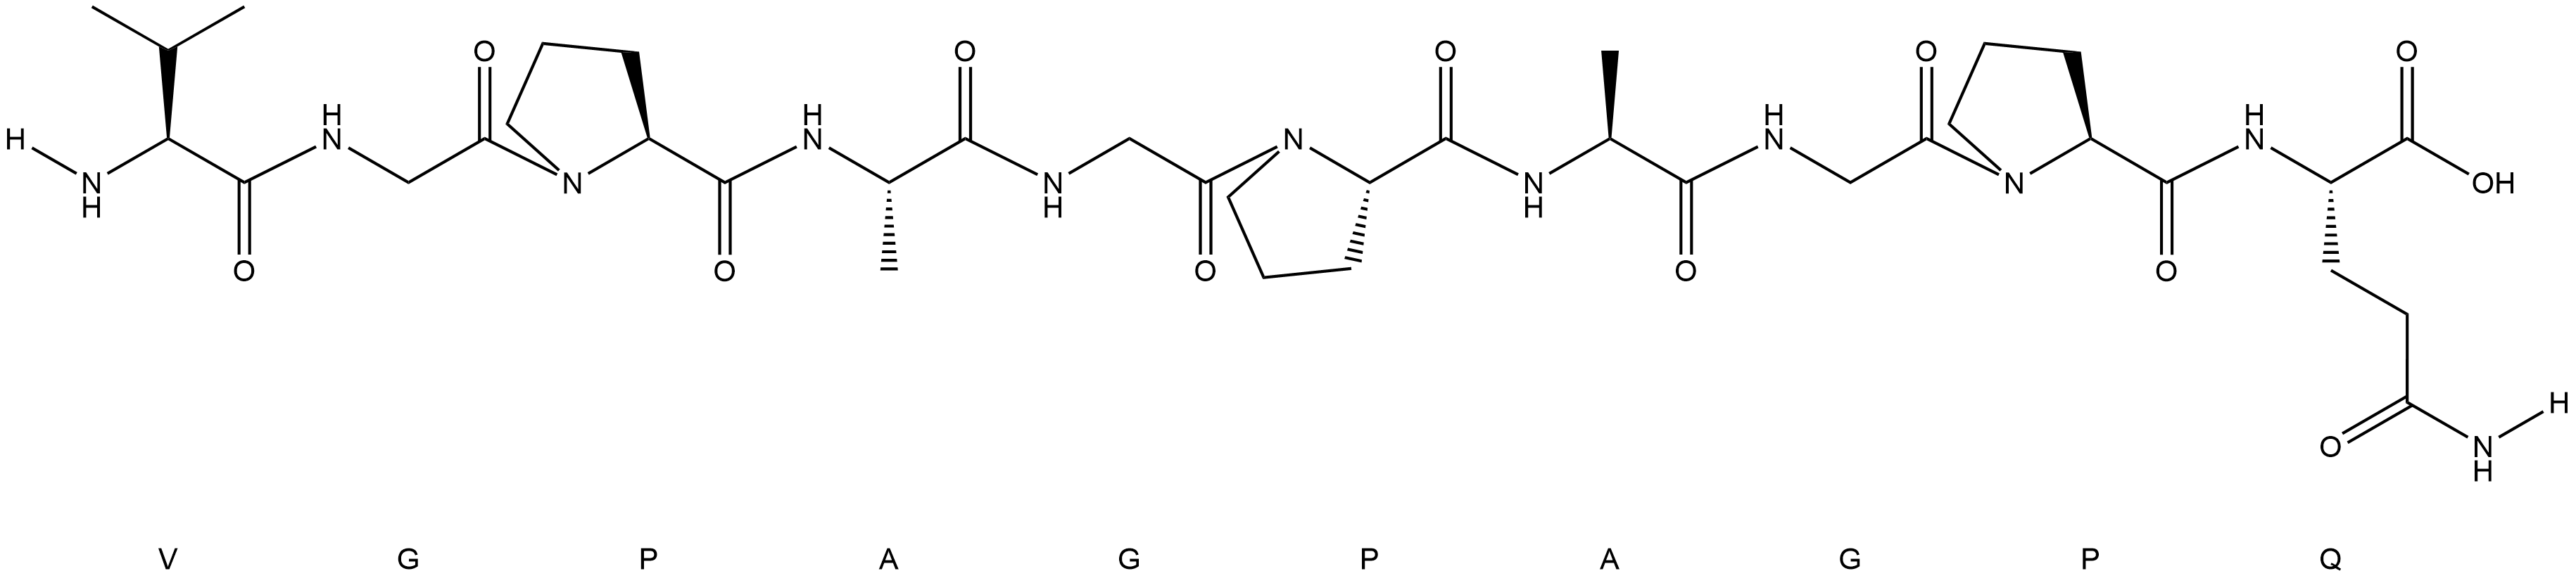 O O O O O
H H H H
H N N N N N
N N N N N OH
H H H
O O O O O
H
O N
H
V G P A G P A G P Q